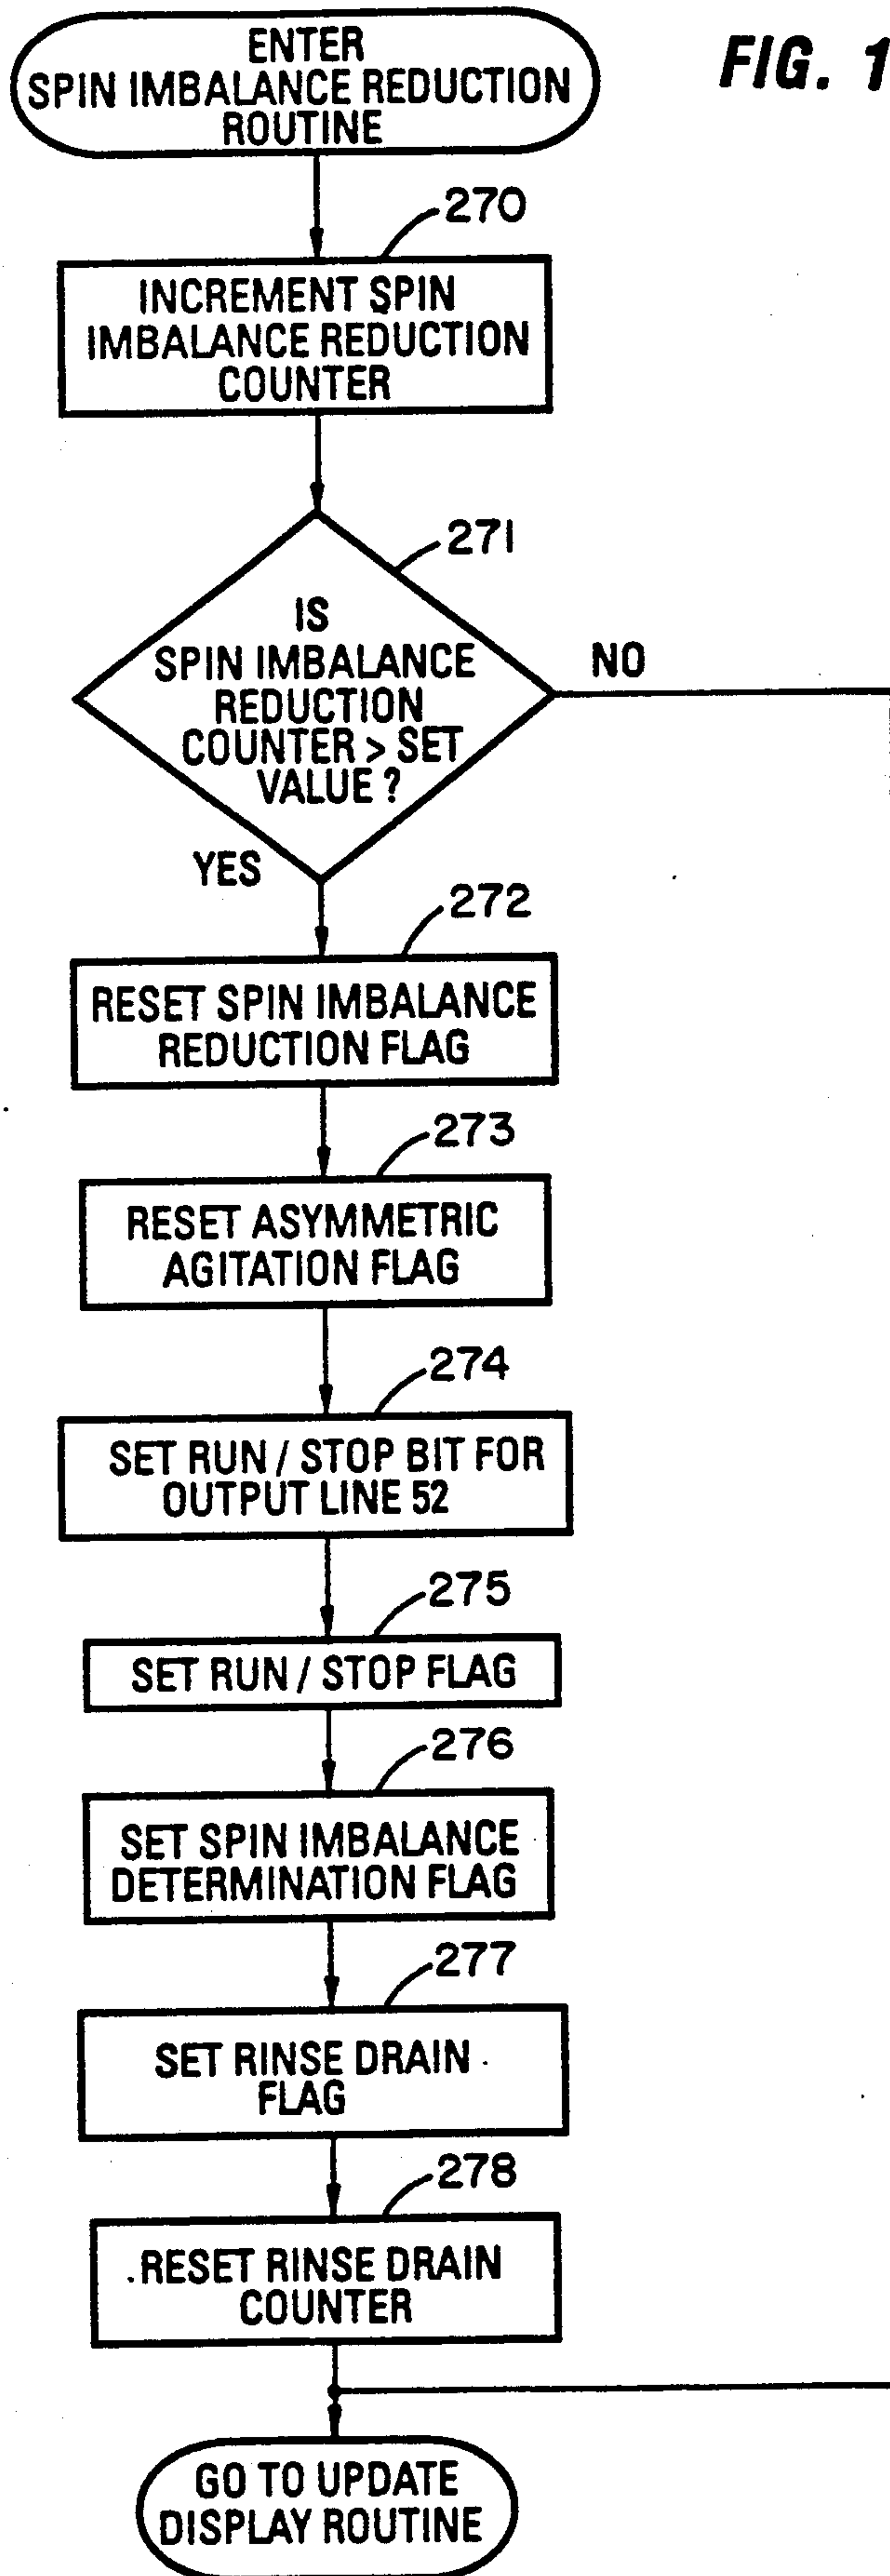 ENTER
SPIN IMBALANCE REDUCTION
ROUTINE
FIG. 1
270
INCREMENT SPIN
IMBALANCE REDUCTION
COUNTER
271
IS
SPIN IMBALANCE
REDUCTION
COUNTER > SET
VALUE ?
NO
YES
272
RESET SPIN IMBALANCE
REDUCTION FLAG
273
RESET ASYMMETRIC
AGITATION FLAG
274
SET RUN / STOP BIT FOR
OUTPUT LINE 52
275
SET RUN / STOP FLAG
276
SET SPIN IMBALANCE
DETERMINATION FLAG
277
SET RINSE DRAIN
FLAG
278
RESET RINSE DRAIN
COUNTER
GO TO UPDATE
DISPLAY ROUTINE